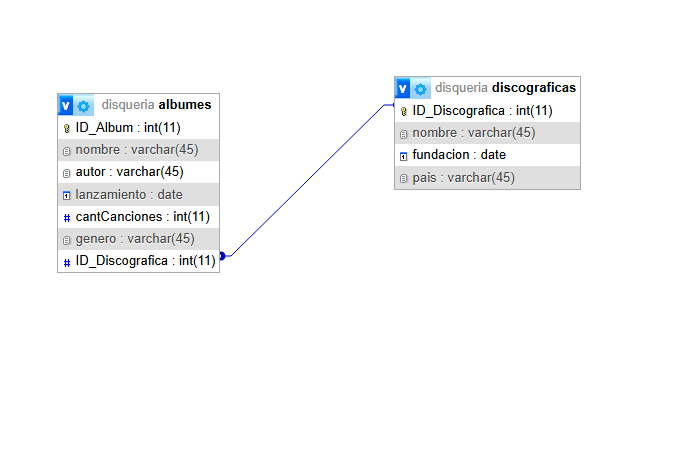 disqueria albumes
ID_Album : int(11)
nombre : varchar(45)
autor : varchar(45)
lanzamiento : date
cantCanciones : int(11)
genero : varchar(45)
ID_Discografica : int(11)
disqueria discograficas
ID_Discografica : int(11)
nombre : varchar(45)
fundacion : date
pais : varchar(45)